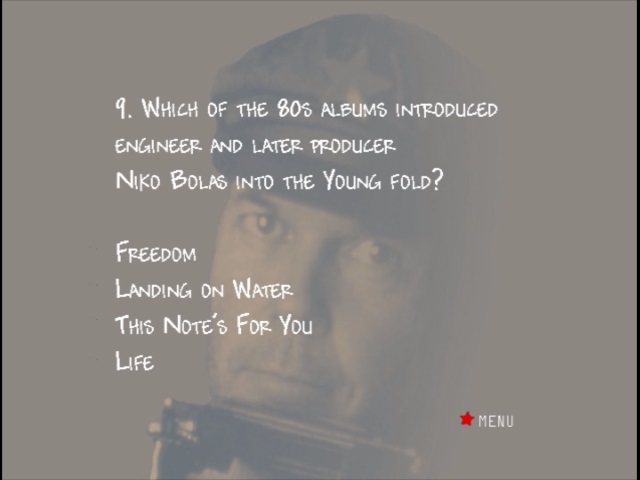 9. Which of the 80s albums introduced
engineer and later producer
Niko Bolas into the Young fold?
Freedom
Landing on Water
This Note's For You
Life
MENU